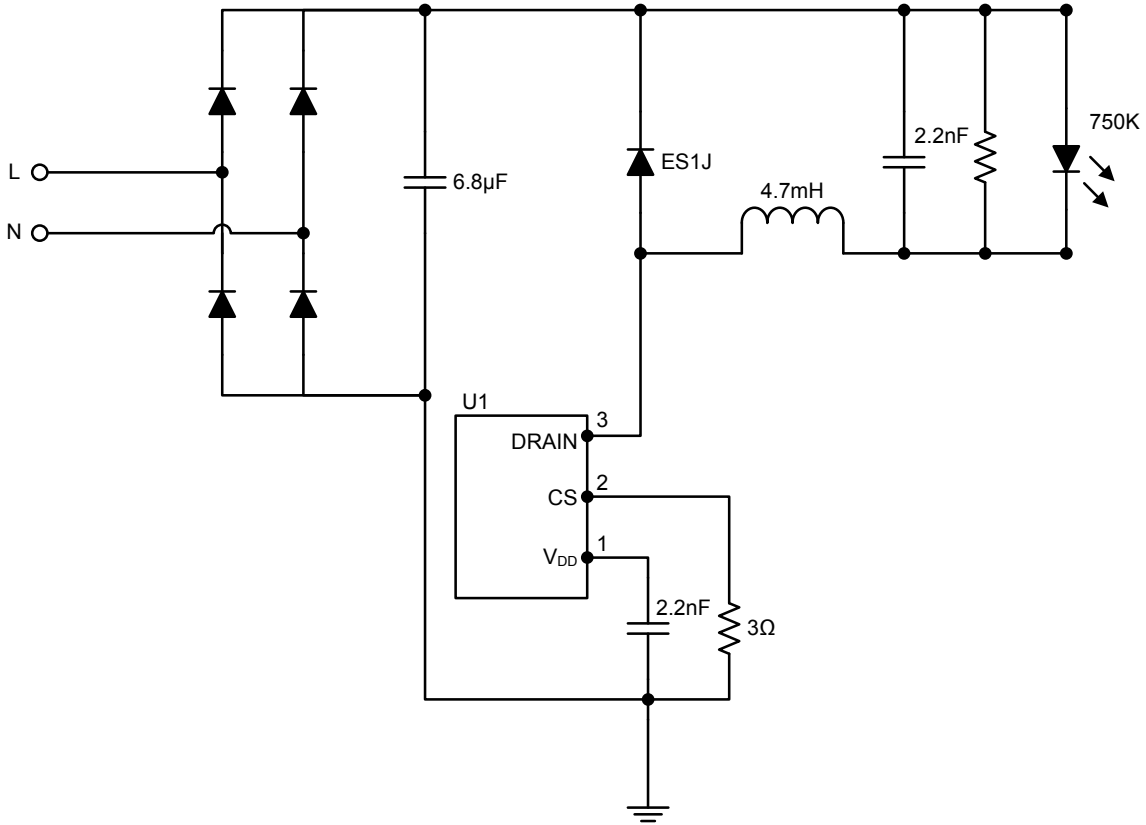 750K
2.2nF
ES1J
L
6.8µF
4.7mH
N
U1
3
DRAIN
2
CS
1
VDD
2.2nF
3Ω